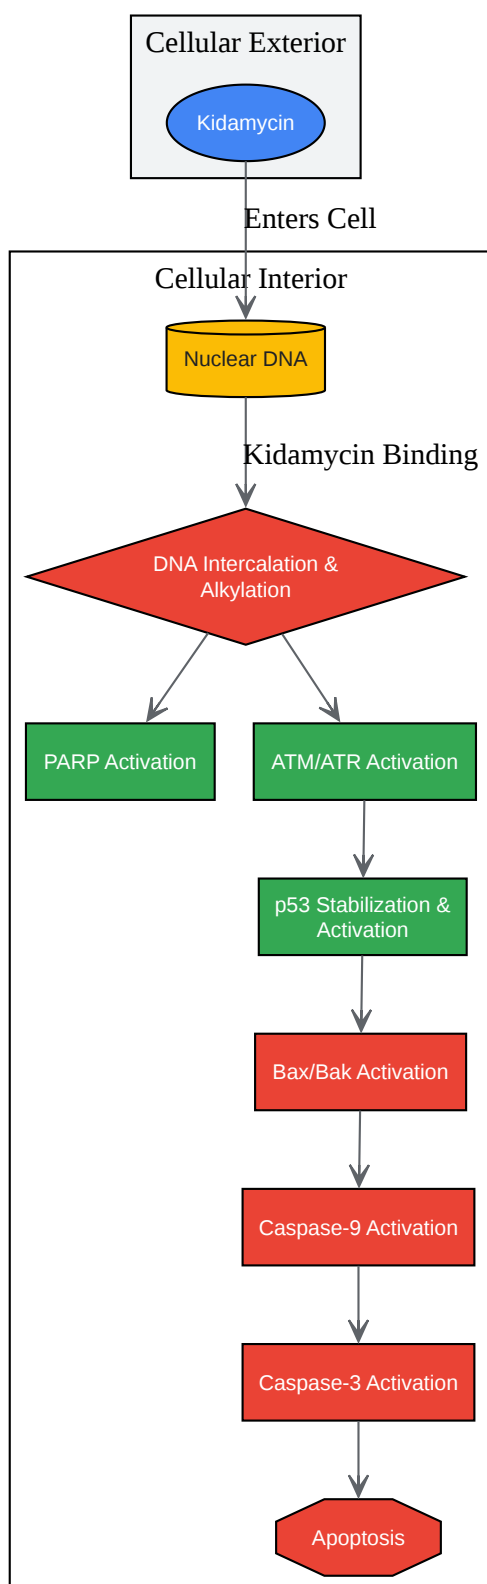 Cellular Exterior
Kidamycin
Enters Cell
Cellular Interior
Nuclear DNA
Kidamycin Binding
DNA Intercalation &
Alkylation
PARP Activation
ATM/ATR Activation
p53 Stabilization &
Activation
Bax/Bak Activation
Caspase-9 Activation
Caspase-3 Activation
Apoptosis